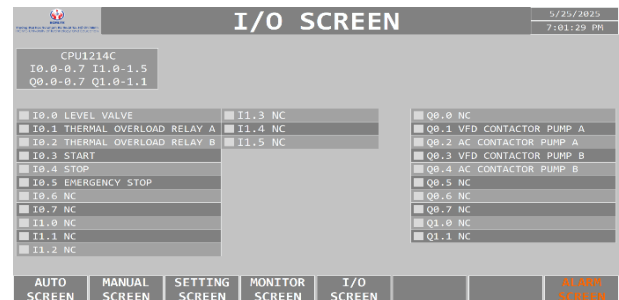 I/O SCREEN
5/25/2025
7:01:29 PM
CPU1214C
I0.0-0.7 I1.0-1.5
Q0.0-0.7 Q1.0-1.1
I0.0 LEVEL VALVE
I0.1 THERMAL OVERLOAD RELAY A
I0.2 THERMAL OVERLOAD RELAY B
I0.3 START
I0.4 STOP
I0.5 EMERGENCY STOP
I0.6 NC
I0.7 NC
I1.0 NC
I1.1 NC
I1.2 NC
I1.3 NC
I1.4 NC
I1.5 NC
Q0.0 NC
Q0.1 VFD CONTACTOR PUMP A
Q0.2 AC CONTACTOR PUMP A
Q0.3 VFD CONTACTOR PUMP B
Q0.4 AC CONTACTOR PUMP B
Q0.5 NC
Q0.6 NC
Q0.7 NC
Q1.0 NC
Q1.1 NC
AUTO
SCREEN
MANUAL
SCREEN
SETTING
SCREEN
MONITOR
SCREEN
I/O
SCREEN
ALARM
SCREEN